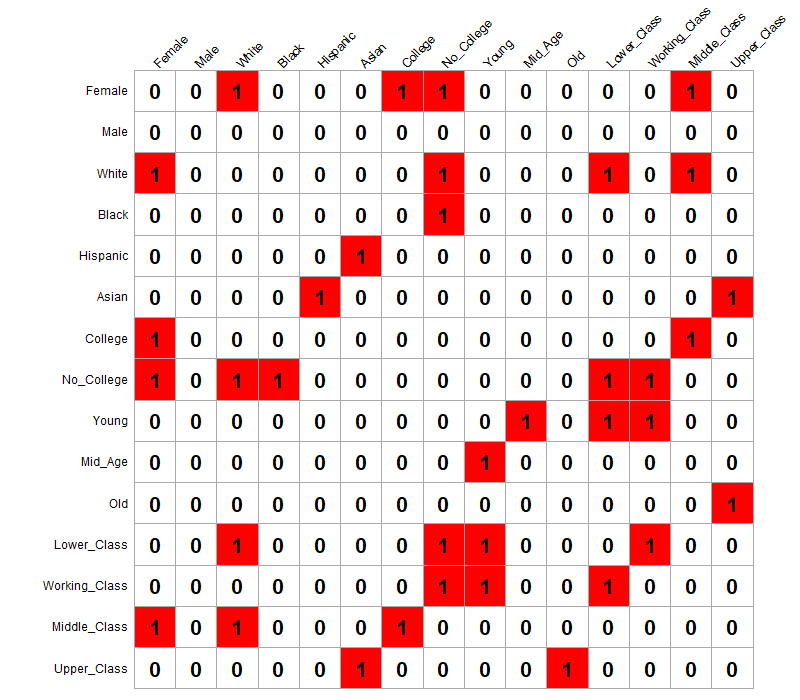 Female Male White Black Hispanic Asian College No_College Young Mid_Age Old Lower_Class Working_Class Middle_Class Upper_Class
Female 0 0 1 0 0 0 1 1 0 0 0 0 0 1 0
Male 0 0 0 0 0 0 0 0 0 0 0 0 0 0 0
White 1 0 0 0 0 0 0 1 0 0 0 1 0 1 0
Black 0 0 0 0 0 0 0 1 0 0 0 0 0 0 0
Hispanic 0 0 0 0 0 1 0 0 0 0 0 0 0 0 0
Asian 0 0 0 0 1 0 0 0 0 0 0 0 0 0 1
College 1 0 0 0 0 0 0 0 0 0 0 0 0 1 0
No_College 1 0 1 1 0 0 0 0 0 0 0 1 1 0 0
Young 0 0 0 0 0 0 0 0 0 1 0 1 1 0 0
Mid_Age 0 0 0 0 0 0 0 0 1 0 0 0 0 0 0
Old 0 0 0 0 0 0 0 0 0 0 0 0 0 0 1
Lower_Class 0 0 1 0 0 0 0 1 1 0 0 0 1 0 0
Working_Class 0 0 0 0 0 0 0 1 1 0 0 1 0 0 0
Middle_Class 1 0 1 0 0 0 1 0 0 0 0 0 0 0 0
Upper_Class 0 0 0 0 0 1 0 0 0 0 1 0 0 0 0